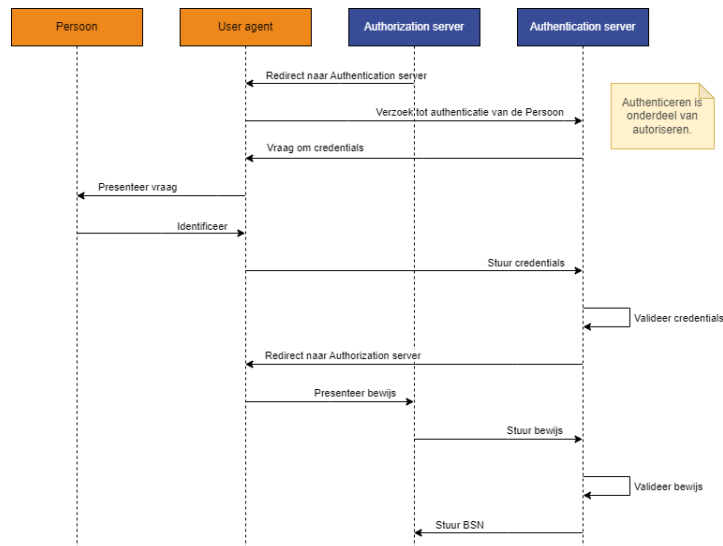 Persoon
User agent
Authorization server
Authentication server
Redirect naar Authentication server
Authenticeren is
onderdeel van
autoriseren.
Verzoek tot authenticatie van de Persoon
Vraag om credentials
Presenteer vraag
Identificeer
Stuur credentials
Valideer credentials
Redirect naar Authorization server
Presenteer bewijs
Stuur bewijs
Valideer bewijs
Stuur BSN